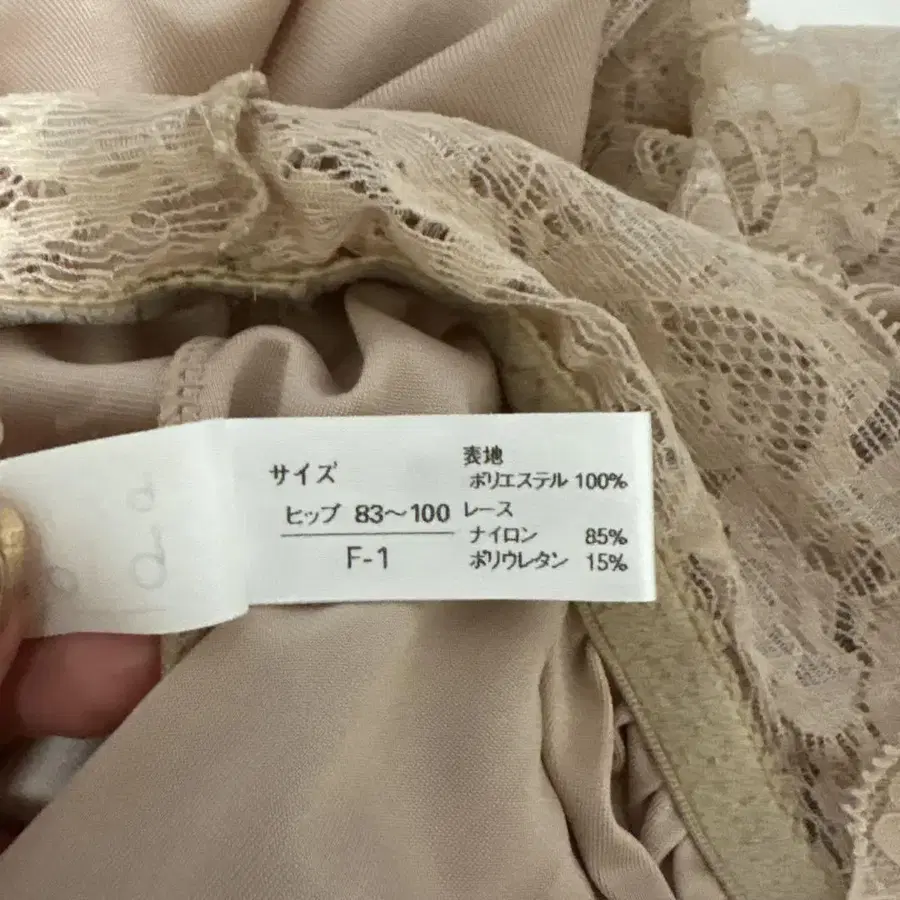 サイズ
ヒップ 83～100
F-1
表地
ポリエステル 100%
レース
ナイロン 85%
ポリウレタン 15%